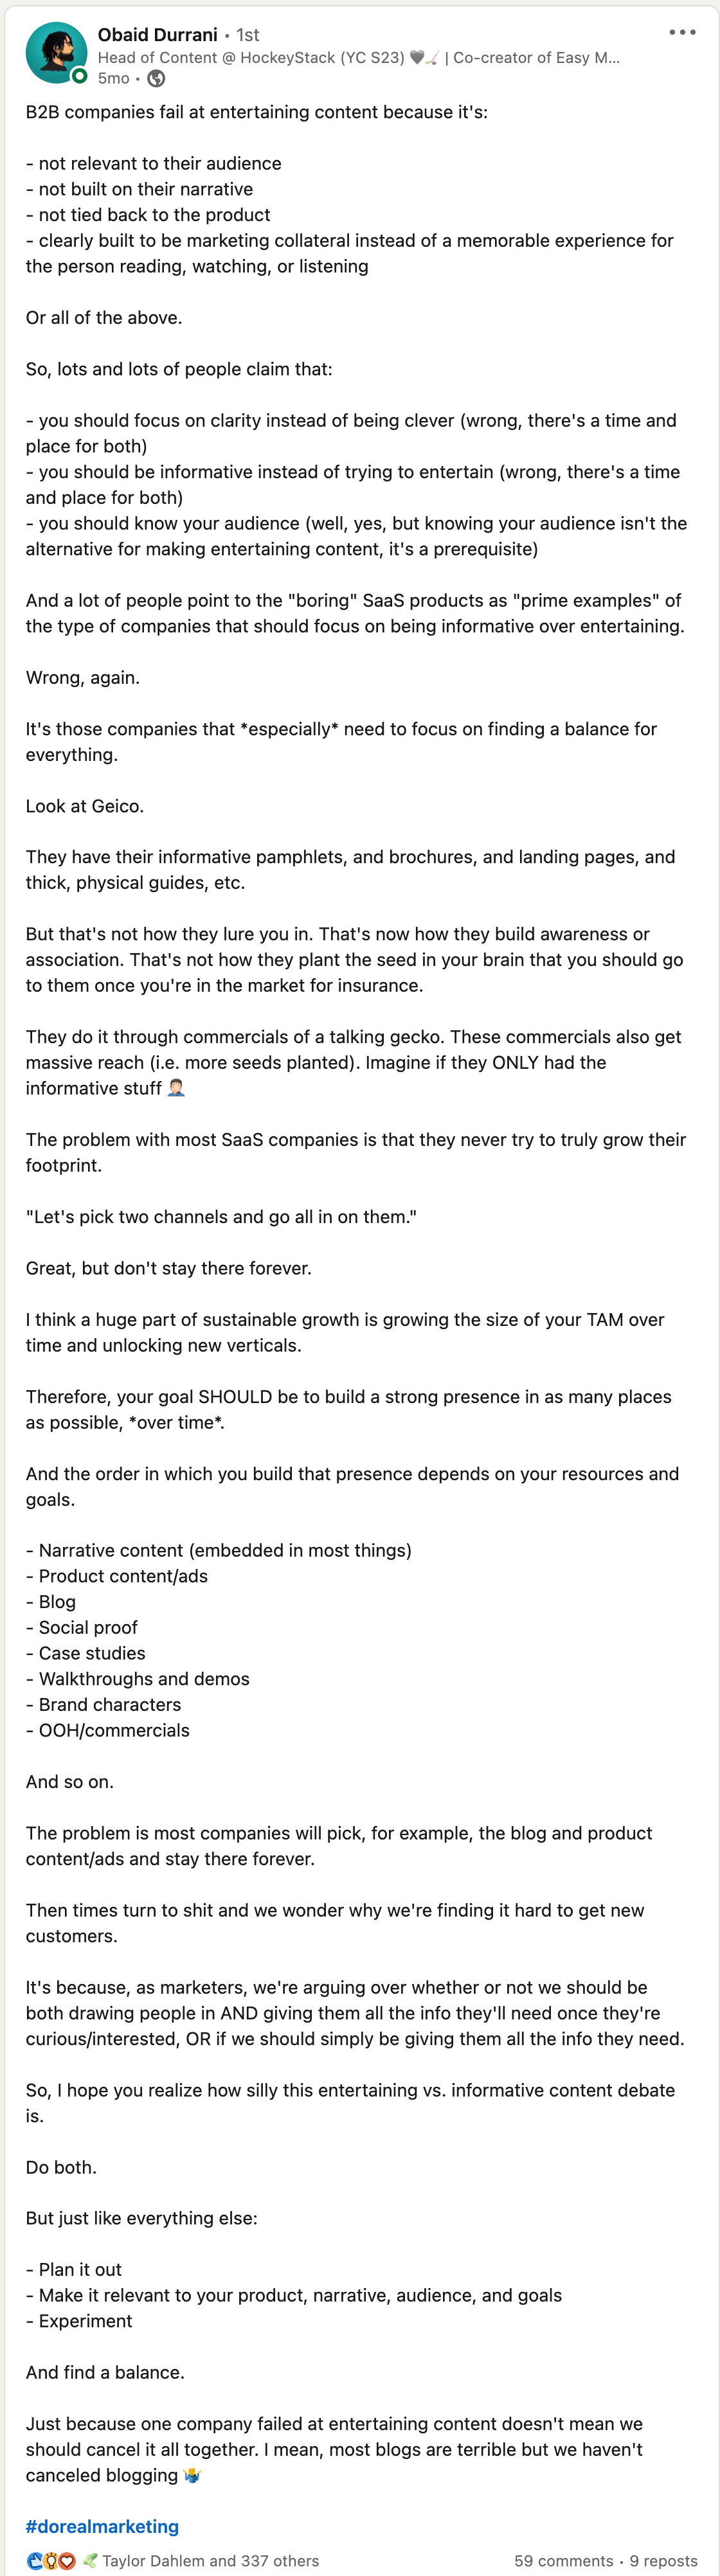 Obaid Durrani • 1st
Head of Content @ HockeyStack (YC S23) 🖤🏒 | Co-creator of Easy M...
5mo •
B2B companies fail at entertaining content because it's:
- not relevant to their audience
- not built on their narrative
- not tied back to the product
- clearly built to be marketing collateral instead of a memorable experience for
the person reading, watching, or listening
Or all of the above.
So, lots and lots of people claim that:
- you should focus on clarity instead of being clever (wrong, there's a time and
place for both)
- you should be informative instead of trying to entertain (wrong, there's a time
and place for both)
- you should know your audience (well, yes, but knowing your audience isn't the
alternative for making entertaining content, it's a prerequisite)
And a lot of people point to the "boring" SaaS products as "prime examples" of
the type of companies that should focus on being informative over entertaining.
Wrong, again.
It's those companies that *especially* need to focus on finding a balance for
everything.
Look at Geico.
They have their informative pamphlets, and brochures, and landing pages, and
thick, physical guides, etc.
But that's not how they lure you in. That's now how they build awareness or
association. That's not how they plant the seed in your brain that you should go
to them once you're in the market for insurance.
They do it through commercials of a talking gecko. These commercials also get
massive reach (i.e. more seeds planted). Imagine if they ONLY had the
informative stuff 🤦🏻‍♂️
The problem with most SaaS companies is that they never try to truly grow their
footprint.
"Let's pick two channels and go all in on them."
Great, but don't stay there forever.
I think a huge part of sustainable growth is growing the size of your TAM over
time and unlocking new verticals.
Therefore, your goal SHOULD be to build a strong presence in as many places
as possible, *over time*.
And the order in which you build that presence depends on your resources and
goals.
- Narrative content (embedded in most things)
- Product content/ads
- Blog
- Social proof
- Case studies
- Walkthroughs and demos
- Brand characters
- OOH/commercials
And so on.
The problem is most companies will pick, for example, the blog and product
content/ads and stay there forever.
Then times turn to shit and we wonder why we're finding it hard to get new
customers.
It's because, as marketers, we're arguing over whether or not we should be
both drawing people in AND giving them all the info they'll need once they're
curious/interested, OR if we should simply be giving them all the info they need.
So, I hope you realize how silly this entertaining vs. informative content debate
is.
Do both.
But just like everything else:
- Plan it out
- Make it relevant to your product, narrative, audience, and goals
- Experiment
And find a balance.
Just because one company failed at entertaining content doesn't mean we
should cancel it all together. I mean, most blogs are terrible but we haven't
canceled blogging 🤷‍♂️
#dorealmarketing
Taylor Dahlem and 337 others
59 comments • 9 reposts